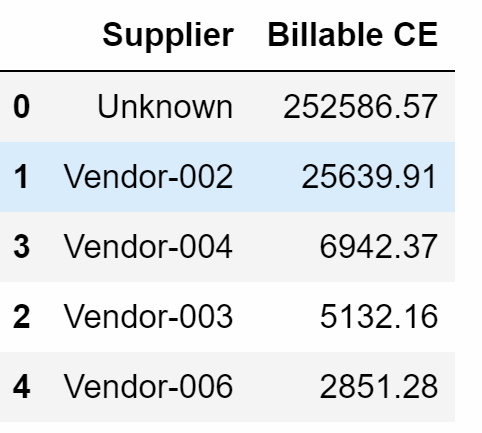 Supplier Billable CE
0 Unknown 252586.57
1 Vendor-002 25639.91
3 Vendor-004 6942.37
2 Vendor-003 5132.16
4 Vendor-006 2851.28